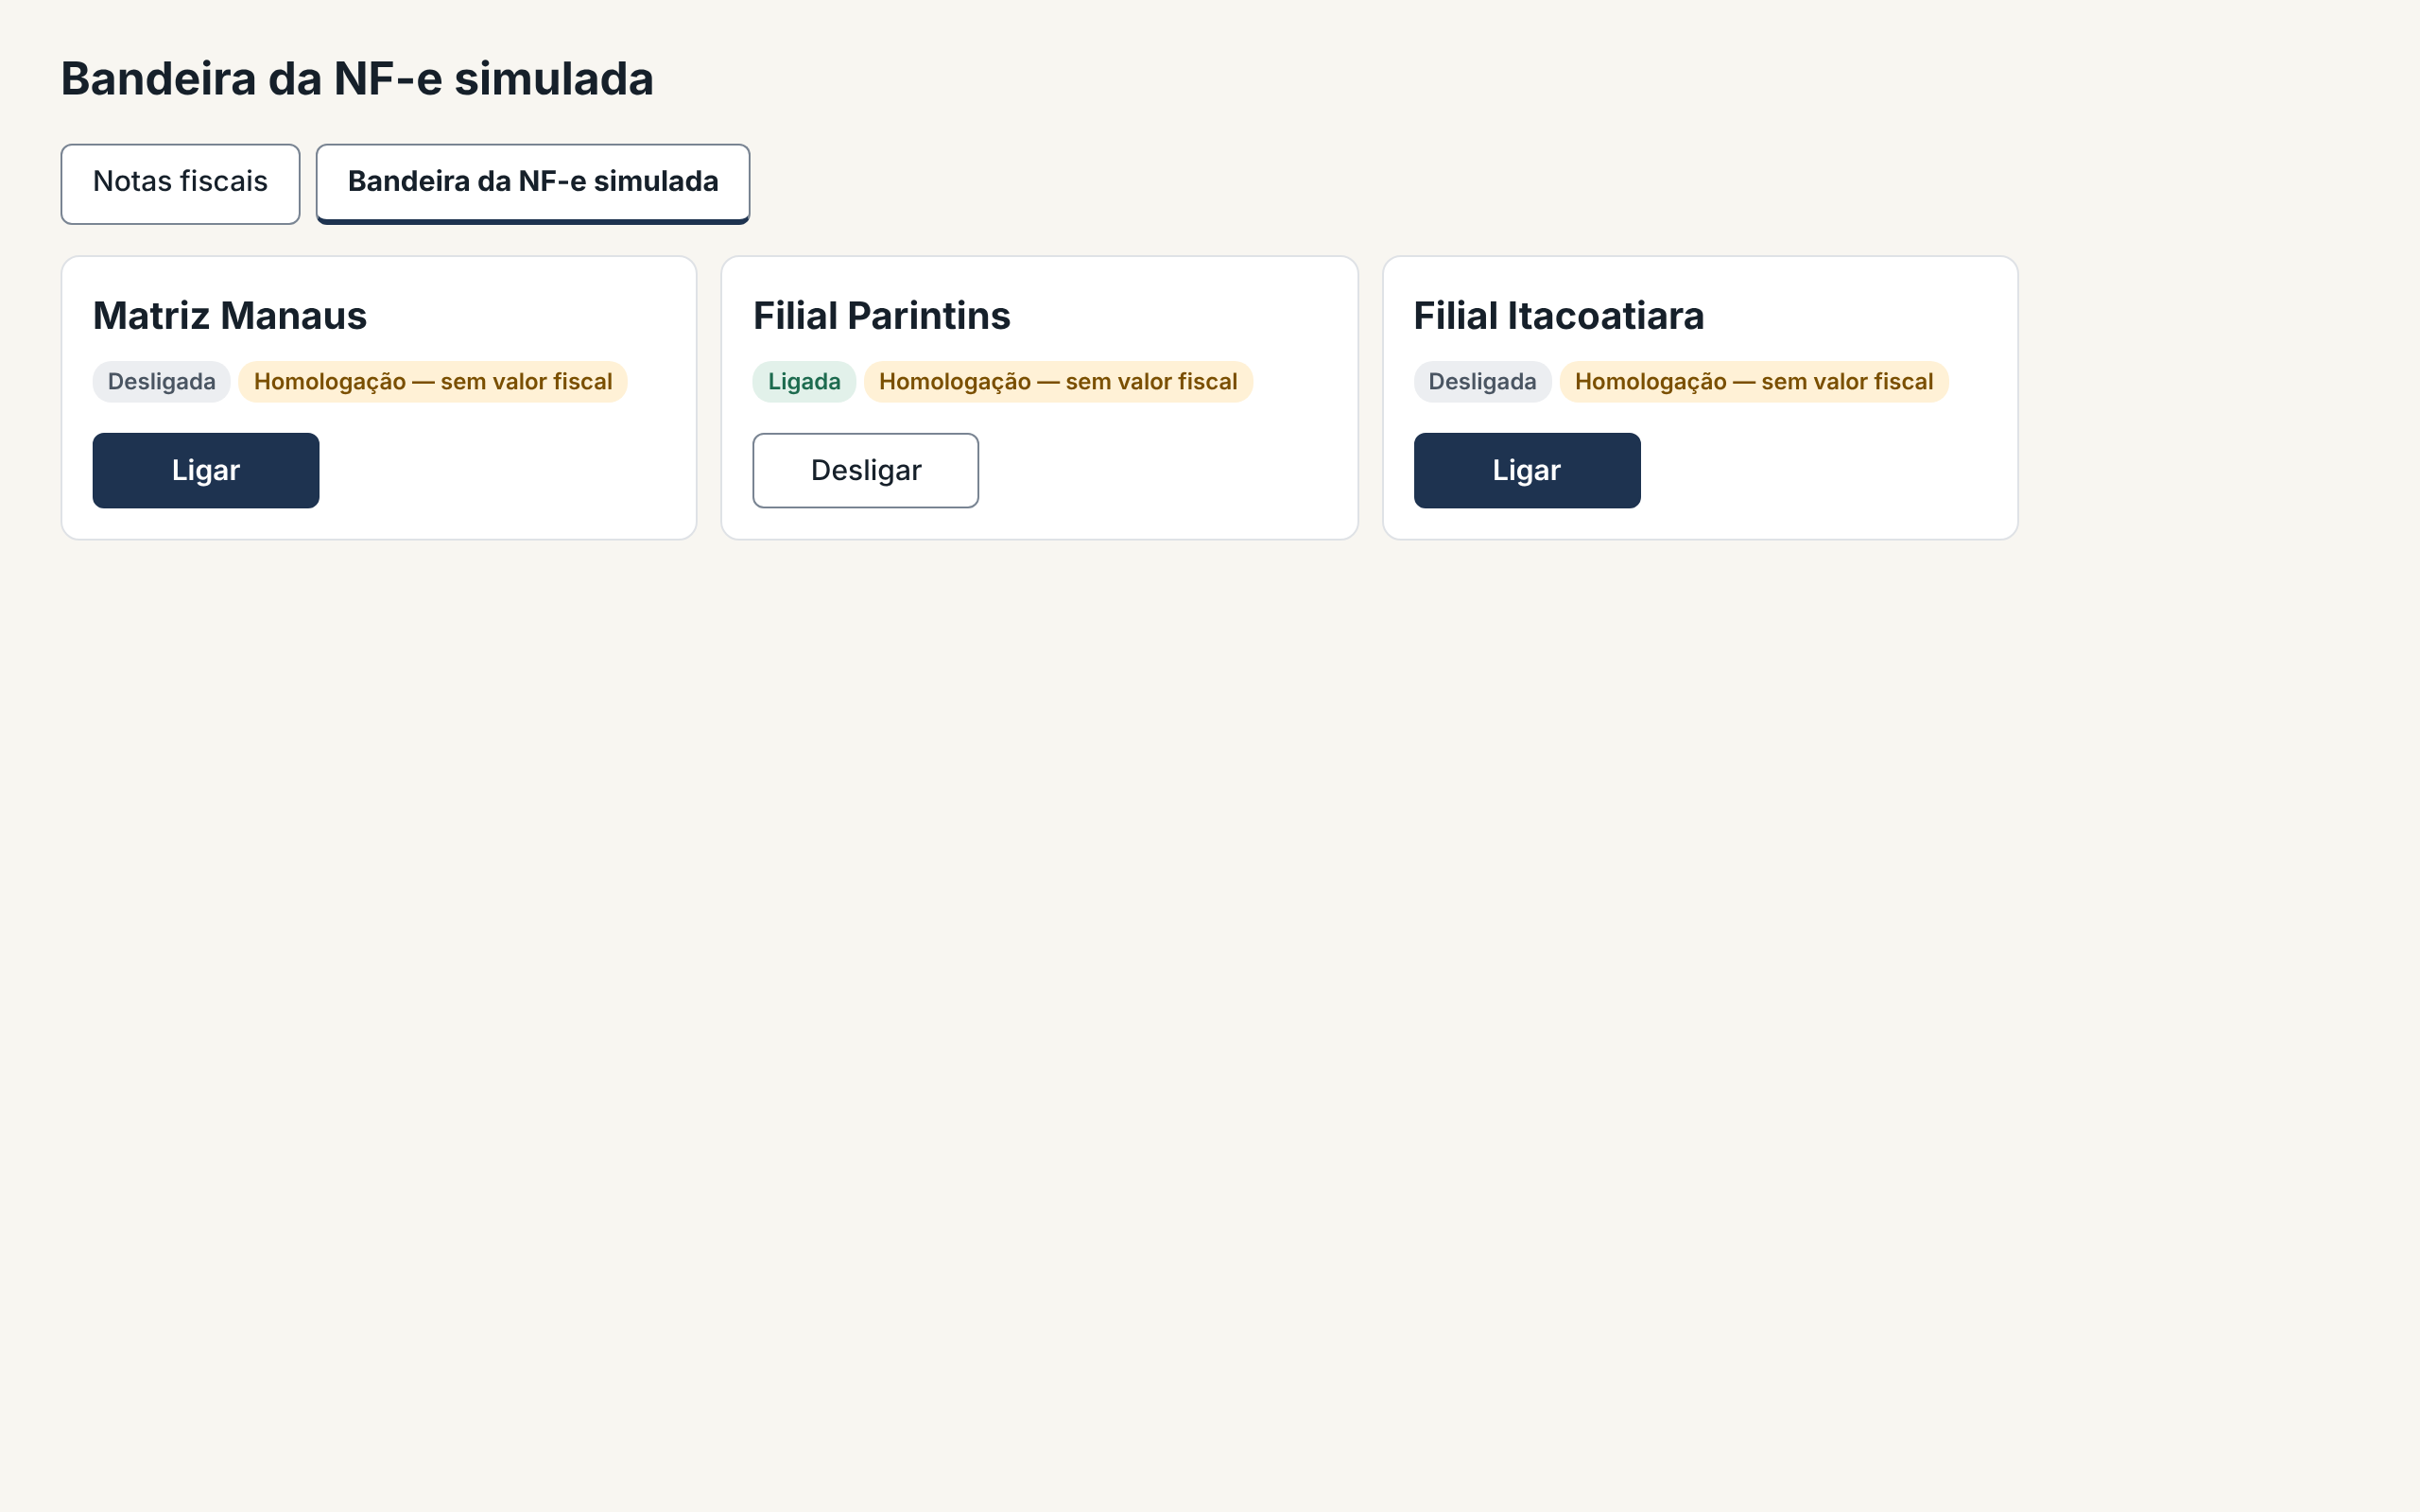 Bandeira da NF-e simulada
Notas fiscais
Bandeira da NF-e simulada
Matriz Manaus
Desligada
Homologação — sem valor fiscal
Ligar
Filial Parintins
Ligada
Homologação — sem valor fiscal
Desligar
Filial Itacoatiara
Desligada
Homologação — sem valor fiscal
Ligar